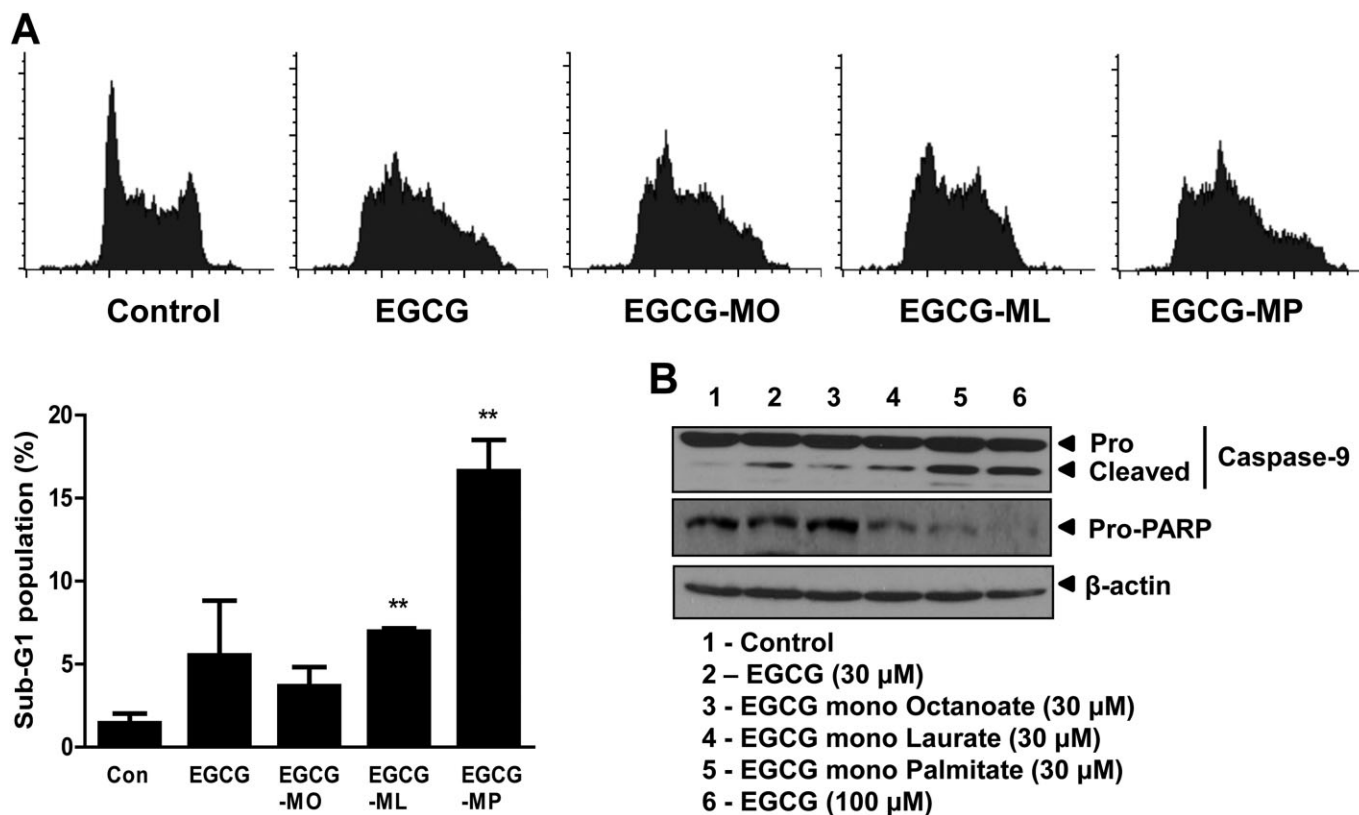 A
Control
EGCG
EGCG-MO
EGCG-ML
EGCG-MP
Sub-G1 population (%)
20
15
10
5
0
**
**
Con
EGCG
EGCG
-MO
EGCG
-ML
EGCG
-MP
B
1 2 3 4 5 6
Pro
Cleaved
Caspase-9
Pro-PARP
β-actin
1 - Control
2 – EGCG (30 µM)
3 - EGCG mono Octanoate (30 µM)
4 - EGCG mono Laurate (30 µM)
5 - EGCG mono Palmitate (30 µM)
6 - EGCG (100 µM)